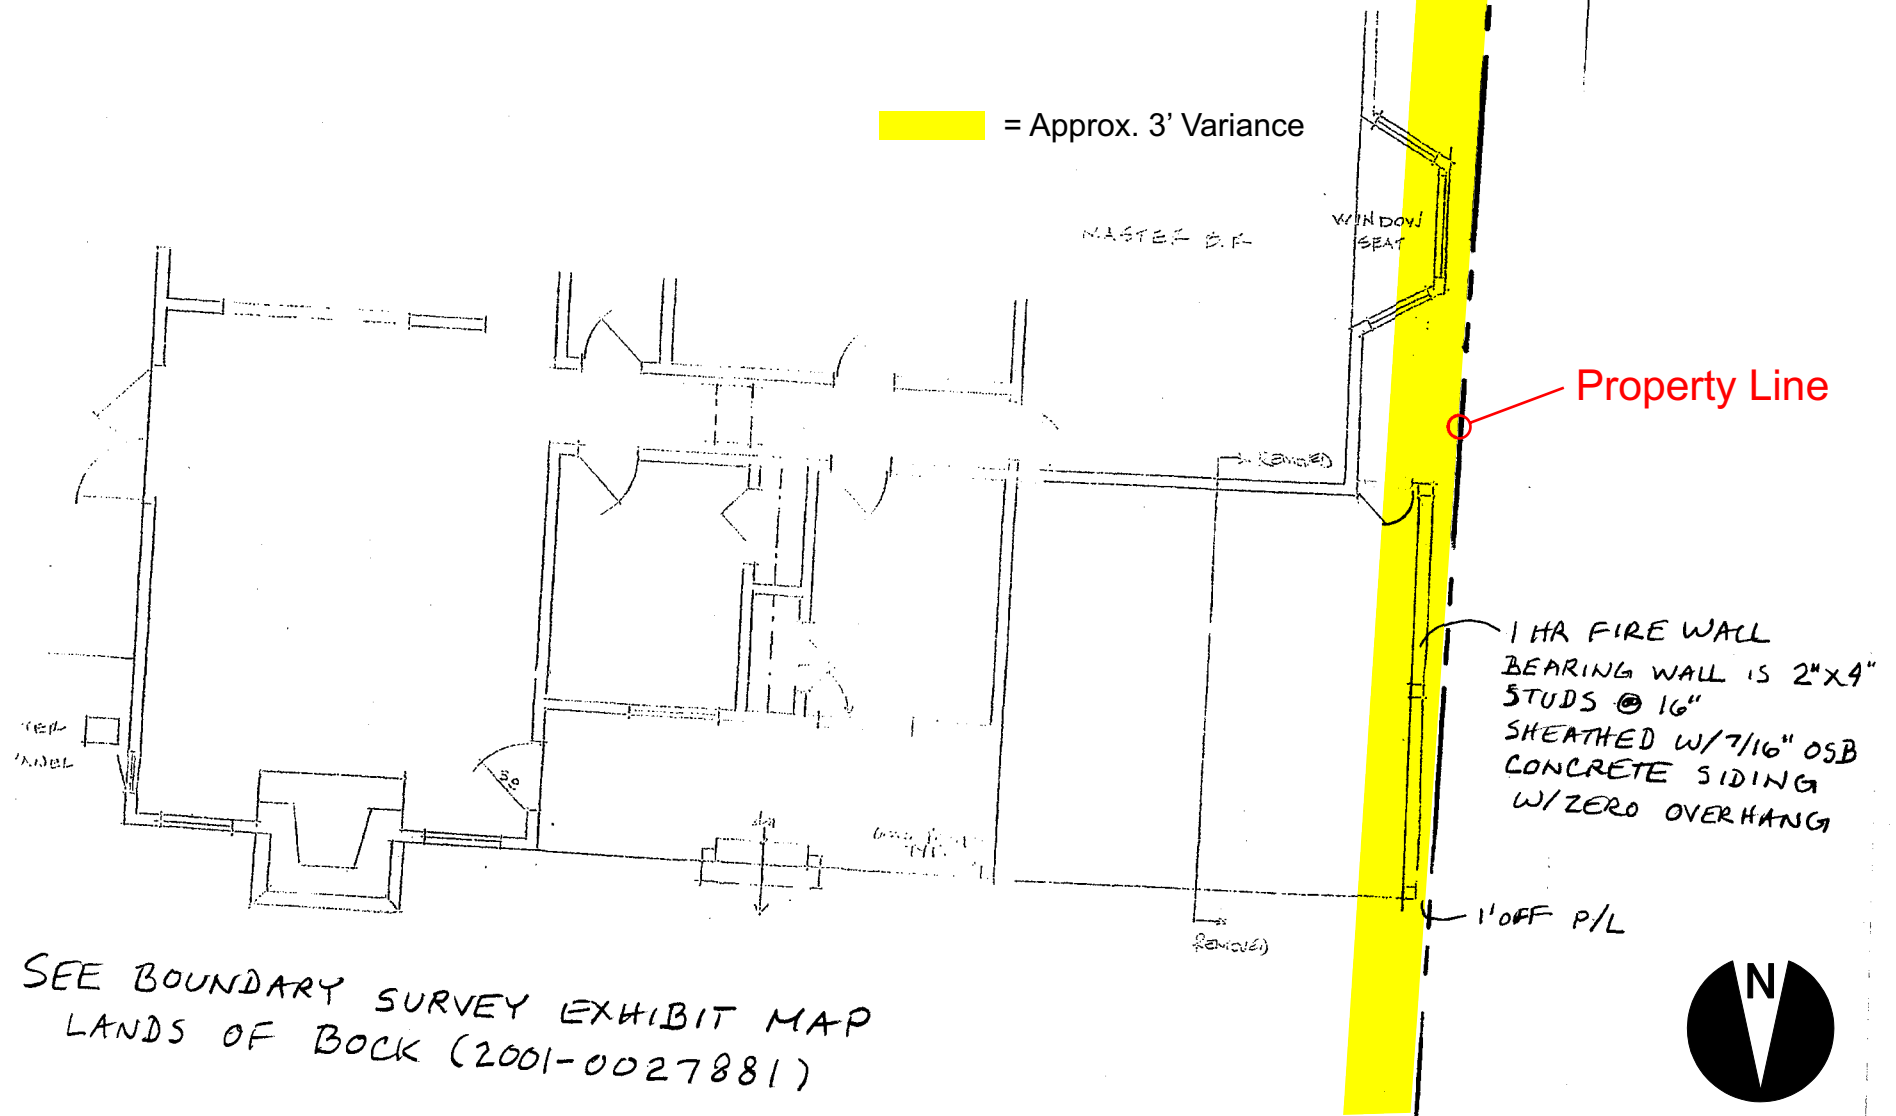 = Approx. 3' Variance
MASTER B.R
WINDOW
SEAT
Property Line
REMOVED
1 HR FIRE WALL
BEARING WALL IS 2"X4"
STUDS @ 16"
SHEATHED W/7/16" OSB
CONCRETE SIDING
W/ZERO OVERHANG
30
1' OFF P/L
REMOVED
SEE BOUNDARY SURVEY EXHIBIT MAP
LANDS OF BOCK (2001-0027881)
N